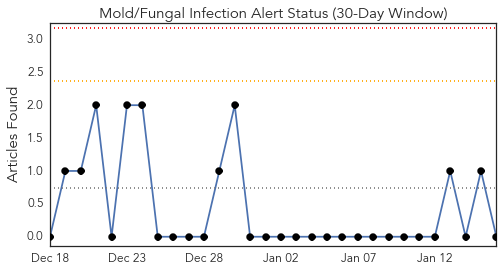 Mold/Fungal Infection Alert Status (30-Day Window)
Articles Found
3.0
2.5
2.0
1.5
1.0
0.5
0.0
Dec 18 Dec 23 Dec 28 Jan 02 Jan 07 Jan 12